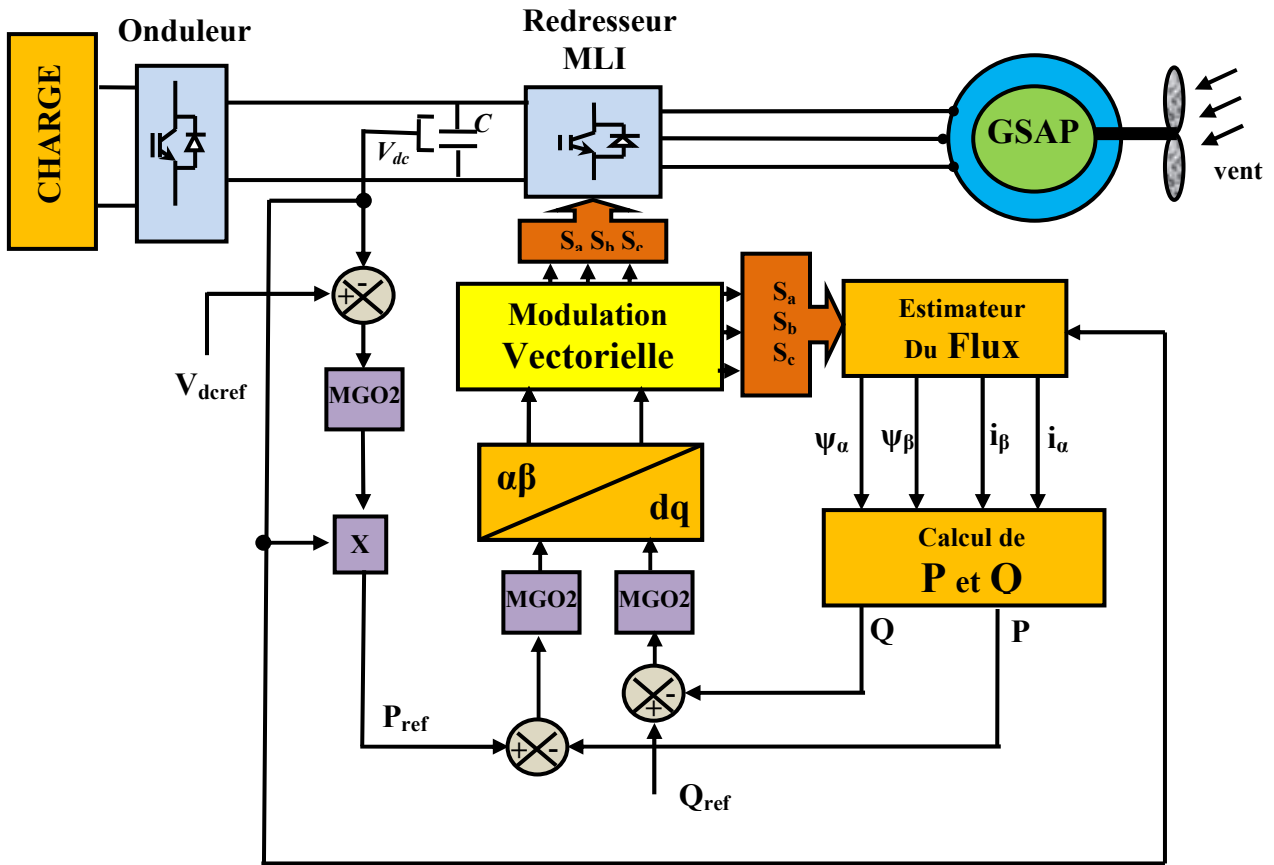 Onduleur
Redresseur
MLI
CHARGE
C
V_dc
GSAP
vent
S_a S_b S_c
+
-
Modulation
Vectorielle
S_a
S_b
S_c
Estimateur
Du Flux
V_dcref
MGO2
ψ_α
ψ_β
i_β
i_α
αβ
dq
X
Calcul de
P et Q
MGO2
MGO2
Q
P
-
+
P_ref
+
-
Q_ref